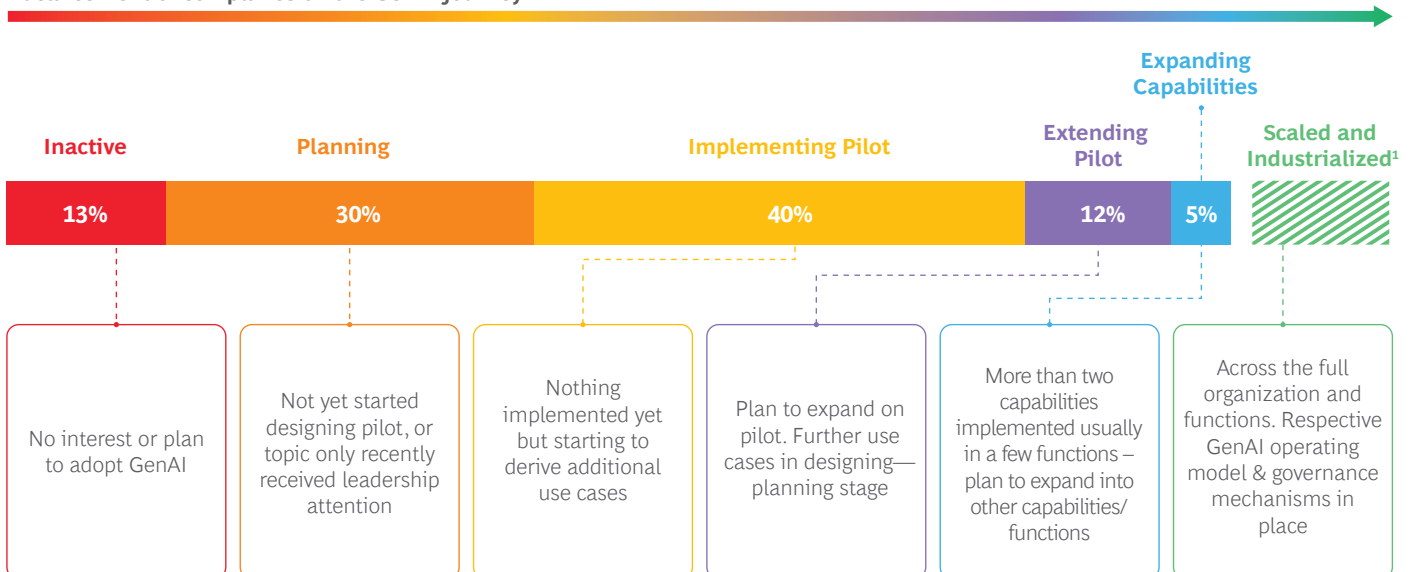 Expanding
Capabilities
Inactive
Planning
Implementing Pilot
Extending
Pilot
Scaled and
Industrialized¹
13%
30%
40%
12%
5%
No interest or plan
to adopt GenAI
Not yet started
designing pilot, or
topic only recently
received leadership
attention
Nothing
implemented yet
but starting to
derive additional
use cases
Plan to expand on
pilot. Further use
cases in designing—
planning stage
More than two
capabilities
implemented usually
in a few functions –
plan to expand into
other capabilities/
functions
Across the full
organization and
functions. Respective
GenAI operating
model & governance
mechanisms in
place